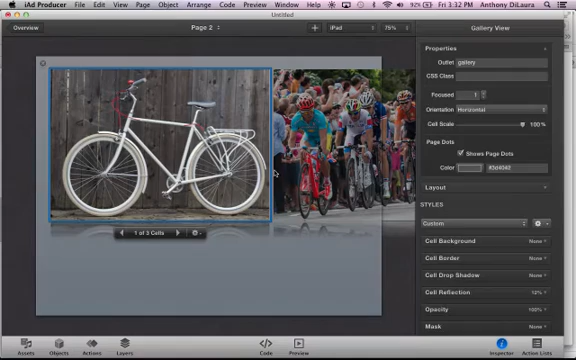 iAd Producer File Edit View Page Object Arrange Code Preview Window Help 92% Fri 3:32 PM Anthony DiLaura
Untitled
Overview Page 2 + iPad 75% Gallery View
Properties
Outlet gallery
CSS Class
Focused 1
Orientation Horizontal
Cell Scale 100%
Page Dots
Shows Page Dots
Color #3d4042
Layout
STYLES
Custom
Cell Background None
Cell Border None
Cell Drop Shadow None
Cell Reflection 12%
Opacity 100%
Mask None
1 of 3 Cells
Assets Objects Actions Layers Code Preview Inspector Action Lists